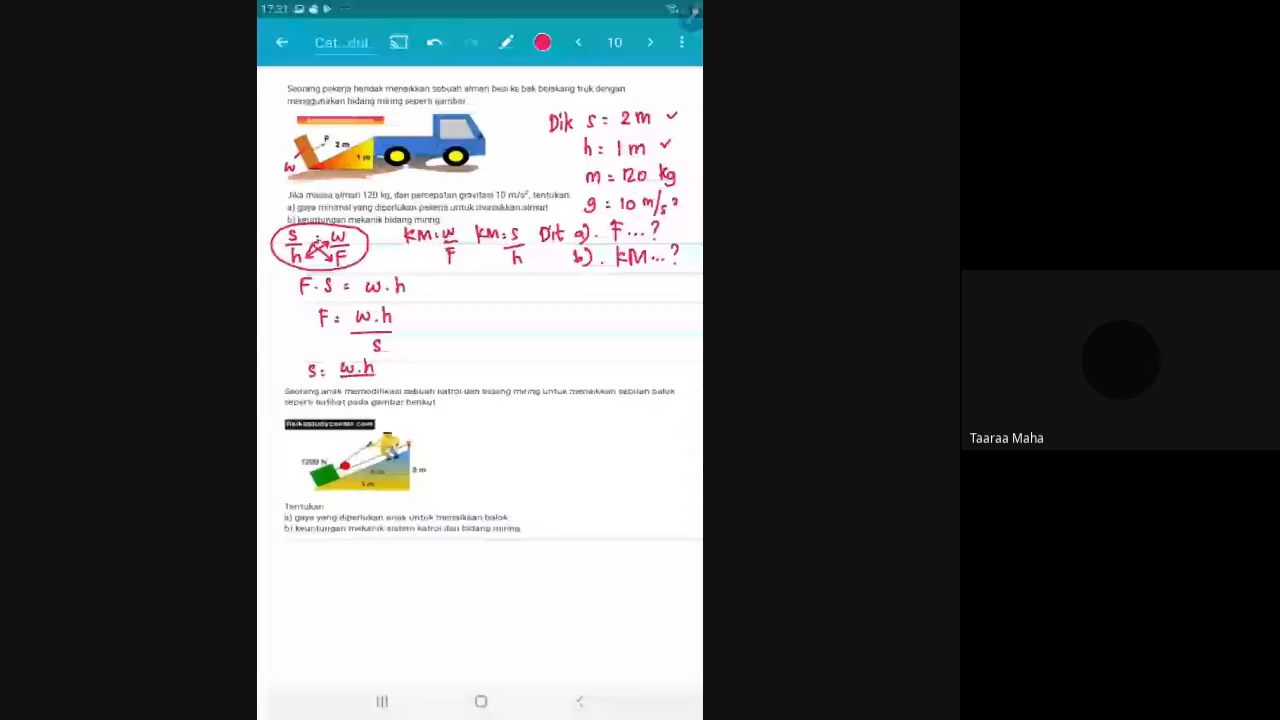 17:31
Cat...dul
10
Seorang pekerja hendak menaikkan sebuah almari besi ke bak belakang truk dengan
menggunakan bidang miring seperti gambar
F
2 m
1 m
w
Dik s = 2 m ✓
h = 1 m ✓
m = 120 kg
g = 10 m/s²
Jika massa almari 120 kg, dan percepatan gravitasi 10 m/s², tentukan:
a) gaya minimal yang diperlukan pekerja untuk menaikkan almari
b) keuntungan mekanik bidang miring
s/h = w/F
KM = w/F KM = s/h
Dit a). F...?
b). KM...?
F . s = w . h
F = w . h / s
s = w . h
Seorang anak memodifikasi sebuah katrol dan bidang miring untuk menaikkan sebuah balok
seperti terlihat pada gambar berikut
fisikastudycenter.com
1200 N
Tentukan
a) gaya yang diperlukan anak untuk menaikkan balok
b) keuntungan mekanik sistem katrol dan bidang miring
Taaraa Maha